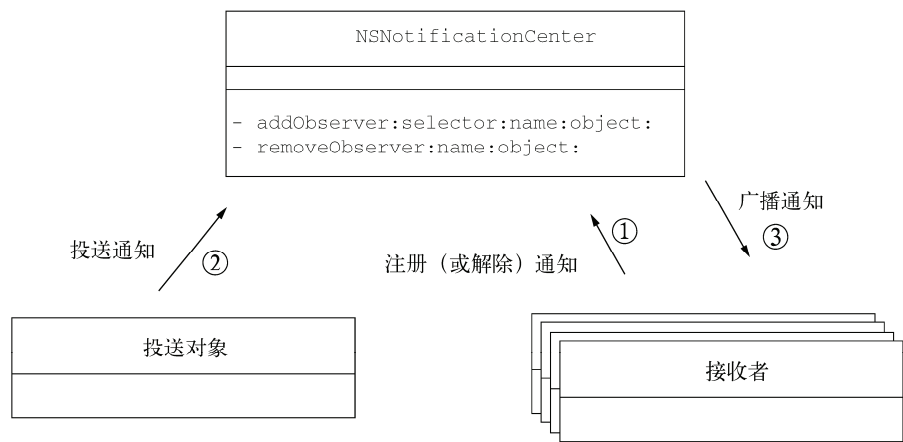 NSNotificationCenter
- addObserver:selector:name:object:
- removeObserver:name:object:
广播通知
③
①
投送通知
②
注册（或解除）通知
投送对象
接收者